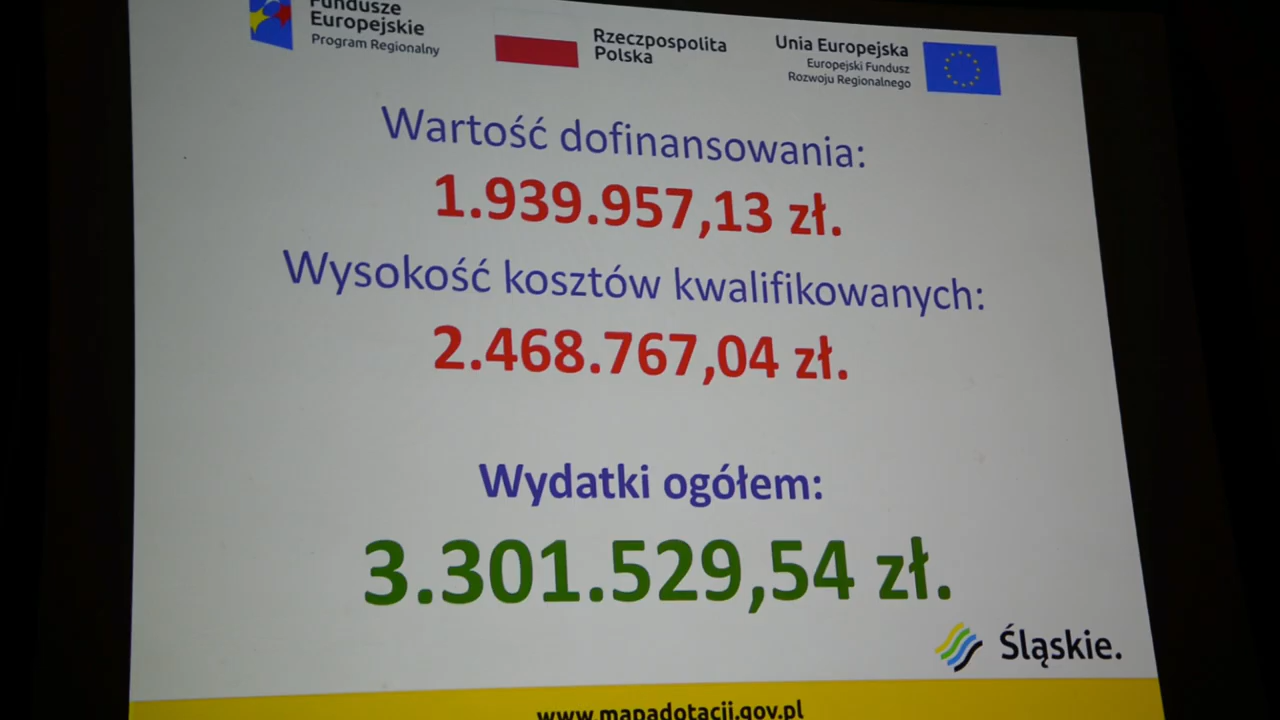 Fundusze
Europejskie
Program Regionalny
Rzeczpospolita
Polska
Unia Europejska
Europejski Fundusz
Rozwoju Regionalnego
Wartość dofinansowania:
1.939.957,13 zł.
Wysokość kosztów kwalifikowanych:
2.468.767,04 zł.
Wydatki ogółem:
3.301.529,54 zł.
Śląskie.
www.mapadotacji.gov.pl